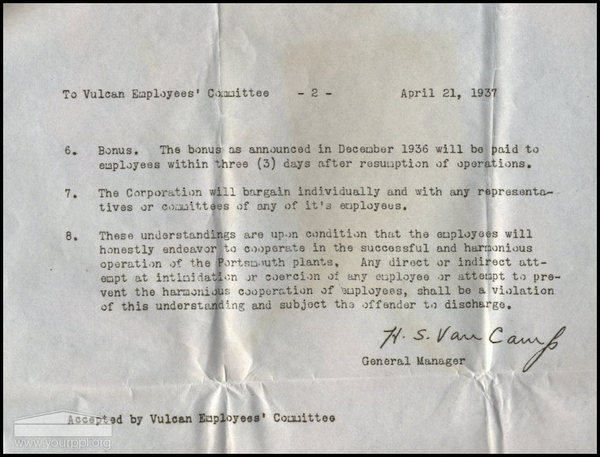 To Vulcan Employees' Committee - 2 - April 21, 1937
6. Bonus. The bonus as announced in December 1936 will be paid to
employees within three (3) days after resumption of operations.
7. The Corporation will bargain individually and with any representa-
tives or committees of any of it's employees.
8. These understandings are upon condition that the employees will
honestly endeavor to cooperate in the successful and harmonious
operation of the Portsmouth plants. Any direct or indirect att-
empt at intimidation or coercion of any employee or attempt to pre-
vent the harmonious cooperation of employees, shall be a violation
of this understanding and subject the offender to discharge.
H. S. Van Camp
General Manager
Accepted by Vulcan Employees' Committee
www.yourppl.org